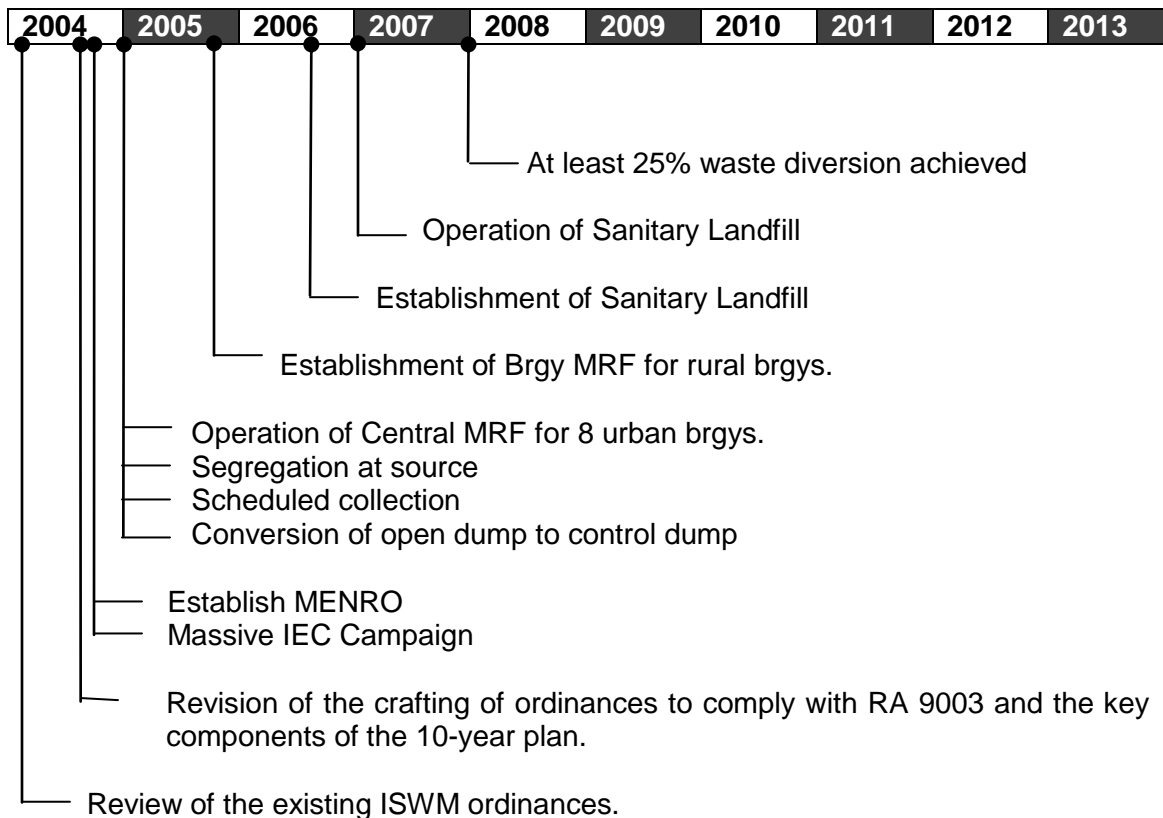 2004 2005 2006 2007 2008 2009 2010 2011 2012 2013
At least 25% waste diversion achieved
Operation of Sanitary Landfill
Establishment of Sanitary Landfill
Establishment of Brgy MRF for rural brgys.
Operation of Central MRF for 8 urban brgys.
Segregation at source
Scheduled collection
Conversion of open dump to control dump
Establish MENRO
Massive IEC Campaign
Revision of the crafting of ordinances to comply with RA 9003 and the key
components of the 10-year plan.
Review of the existing ISWM ordinances.